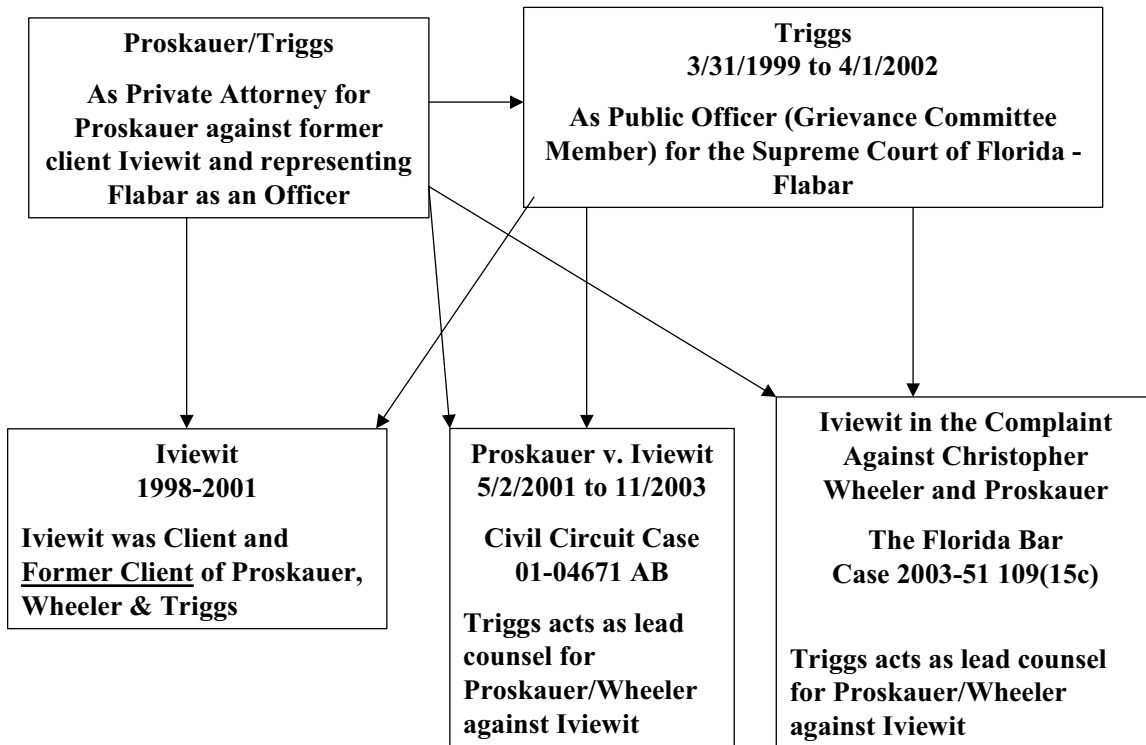 Proskauer/Triggs
As Private Attorney for
Proskauer against former
client Iviewit and representing
Flabar as an Officer
Triggs
3/31/1999 to 4/1/2002
As Public Officer (Grievance Committee
Member) for the Supreme Court of Florida -
Flabar
Iviewit
1998-2001
Iviewit was Client and
Former Client of Proskauer,
Wheeler & Triggs
Proskauer v. Iviewit
5/2/2001 to 11/2003
Civil Circuit Case
01-04671 AB
Triggs acts as lead
counsel for
Proskauer/Wheeler
against Iviewit
Iviewit in the Complaint
Against Christopher
Wheeler and Proskauer
The Florida Bar
Case 2003-51 109(15c)
Triggs acts as lead counsel
for Proskauer/Wheeler
against Iviewit